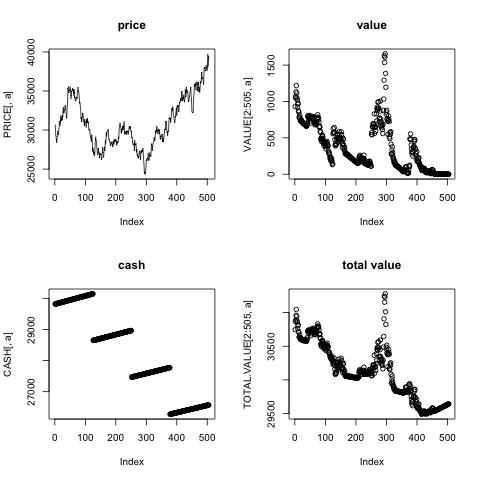 price
PRICE[, a]
25000 30000 35000 40000
0 100 200 300 400 500
Index
value
VALUE[2:505, a]
0 500 1000 1500
0 100 200 300 400 500
Index
cash
CASH[, a]
27000 29000
0 100 200 300 400 500
Index
total value
TOTAL.VALUE[2:505, a]
29500 30500
0 100 200 300 400 500
Index